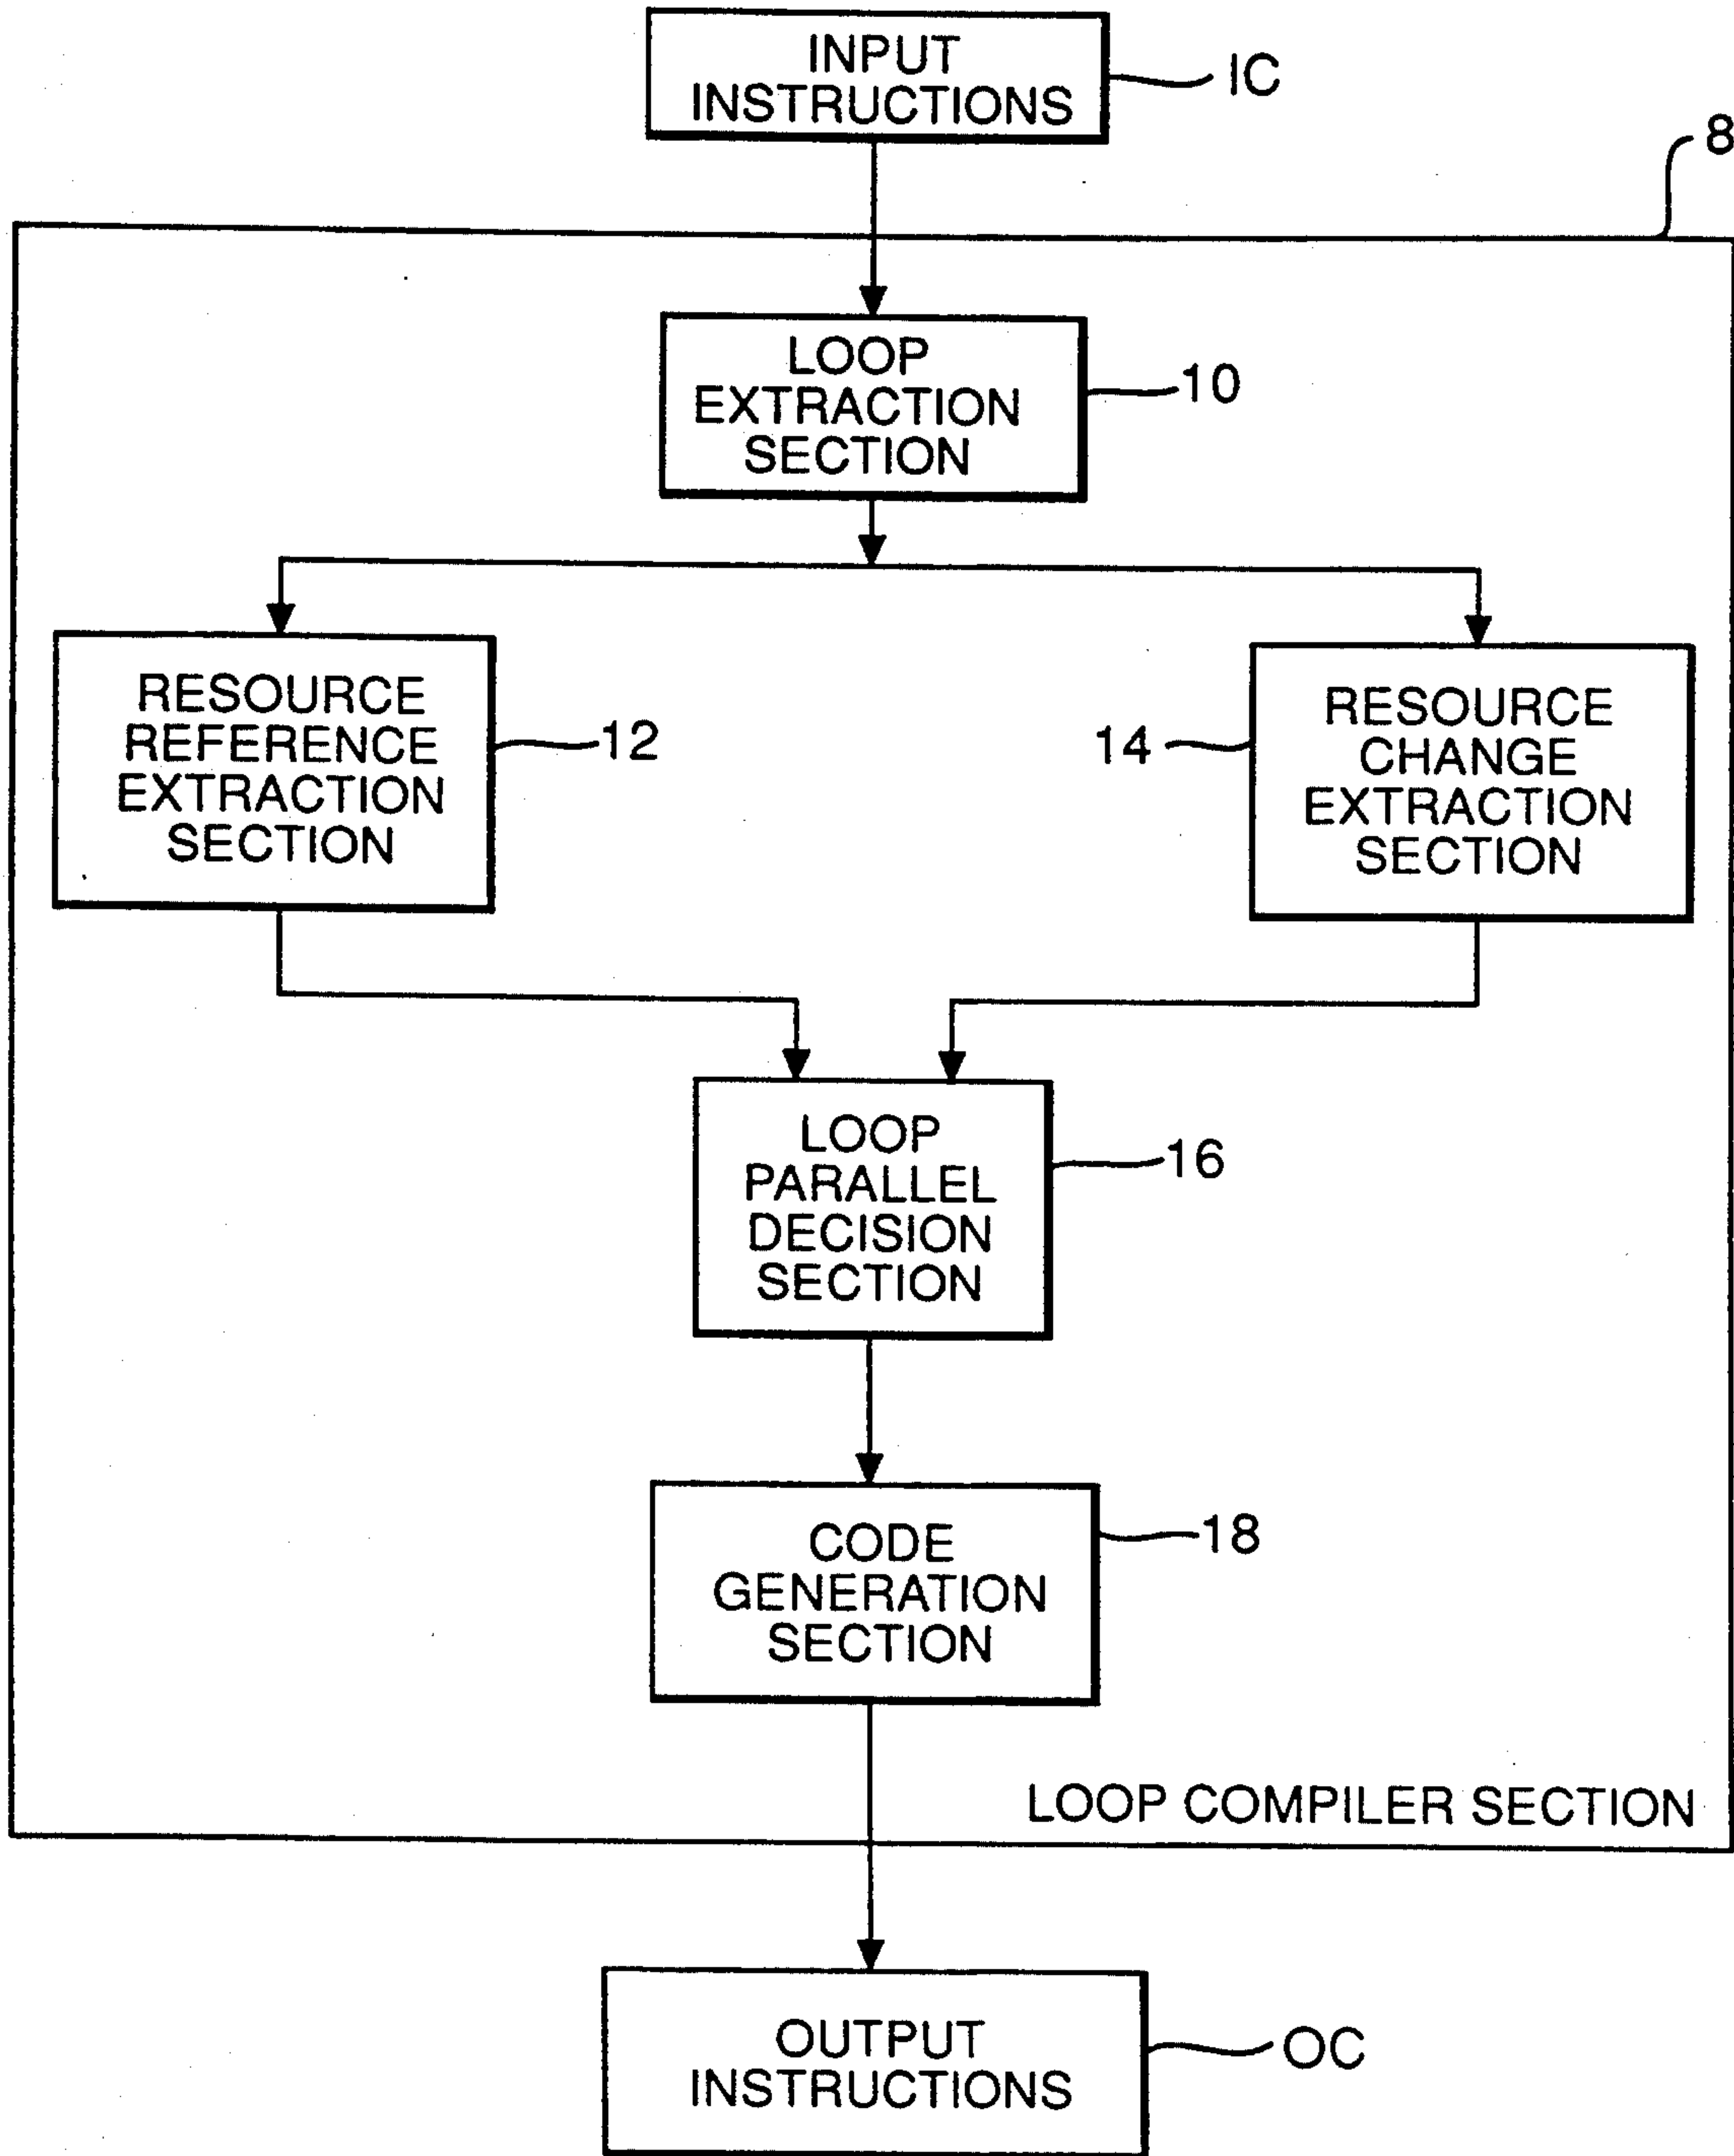 INPUT
INSTRUCTIONS
IC
8
LOOP
EXTRACTION
SECTION
10
RESOURCE
REFERENCE
EXTRACTION
SECTION
12
14
RESOURCE
CHANGE
EXTRACTION
SECTION
LOOP
PARALLEL
DECISION
SECTION
16
CODE
GENERATION
SECTION
18
LOOP COMPILER SECTION
OUTPUT
INSTRUCTIONS
OC